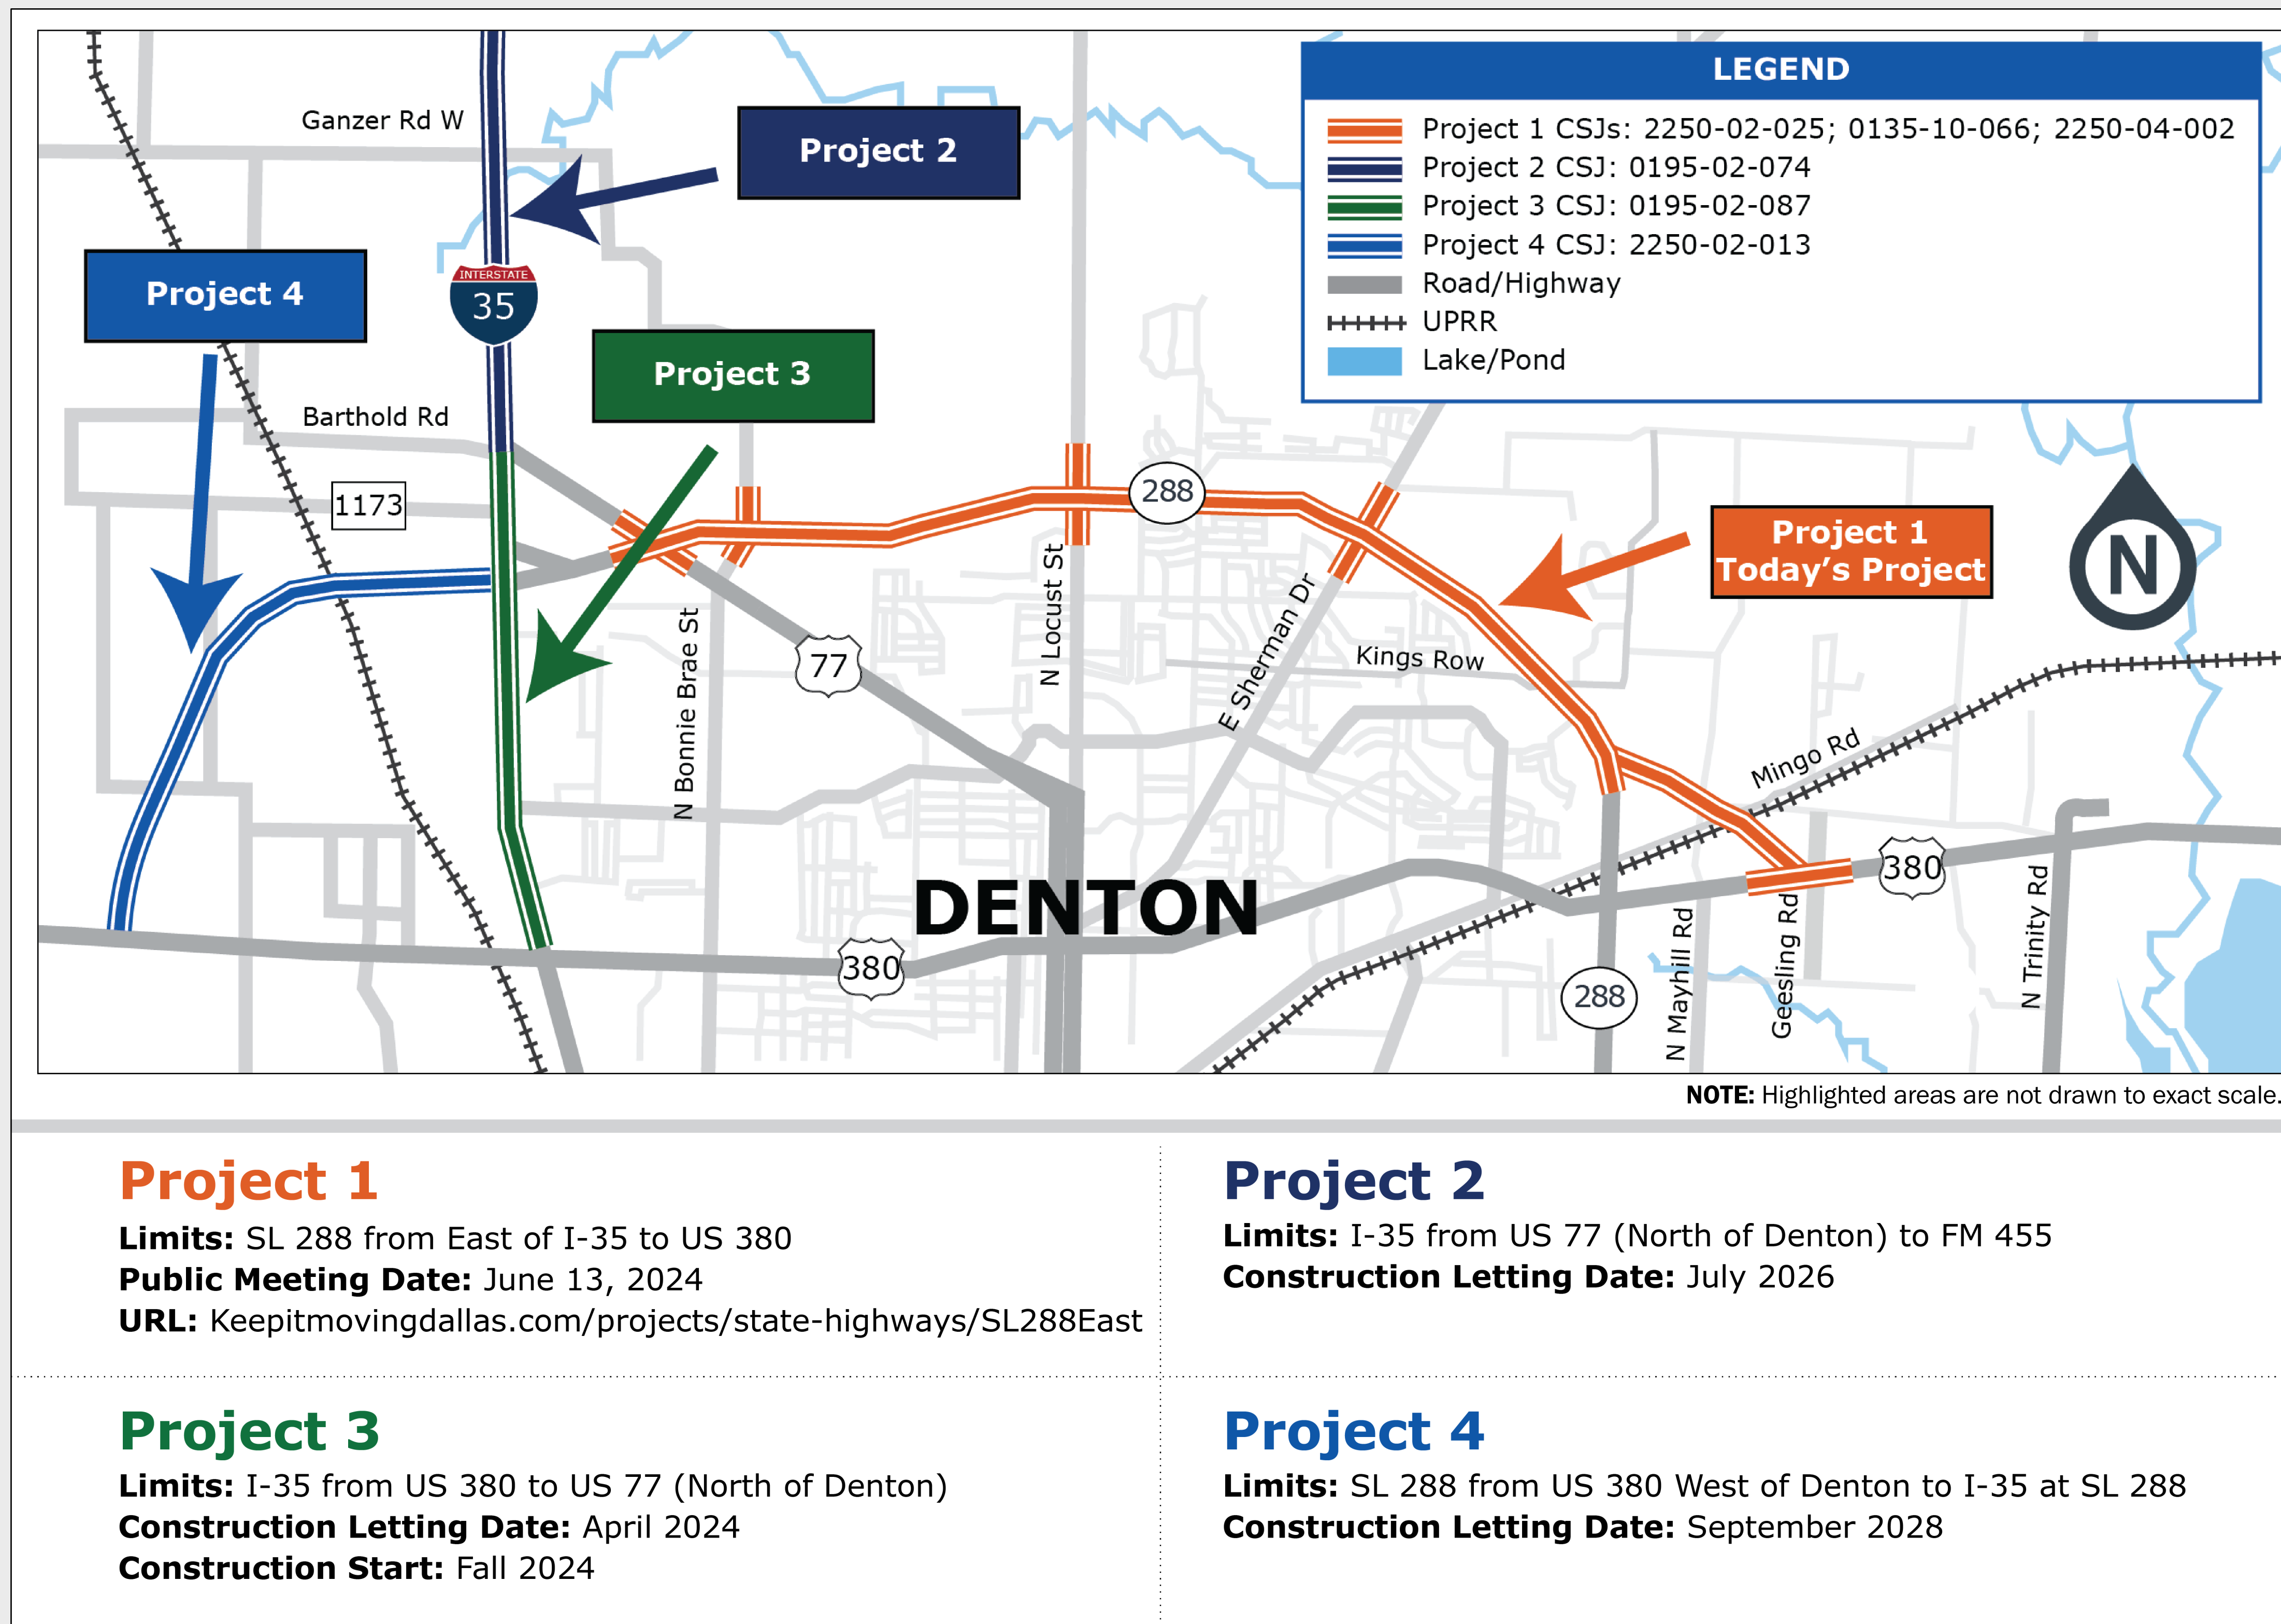 LEGEND
Project 1 CSJs: 2250-02-025; 0135-10-066; 2250-04-002
Project 2 CSJ: 0195-02-074
Project 3 CSJ: 0195-02-087
Project 4 CSJ: 2250-02-013
Road/Highway
UPRR
Lake/Pond
Ganzer Rd W
Project 2
Project 4
INTERSTATE
35
Project 3
Barthold Rd
1173
288
Project 1
Today's Project
N
N Locust St
E Sherman Dr
Kings Row
N Bonnie Brae St
77
Mingo Rd
DENTON
380
380
288
N Mayhill Rd
Geesling Rd
N Trinity Rd
NOTE: Highlighted areas are not drawn to exact scale.
Project 1
Limits: SL 288 from East of I-35 to US 380
Public Meeting Date: June 13, 2024
URL: Keepitmovingdallas.com/projects/state-highways/SL288East
Project 2
Limits: I-35 from US 77 (North of Denton) to FM 455
Construction Letting Date: July 2026
Project 3
Limits: I-35 from US 380 to US 77 (North of Denton)
Construction Letting Date: April 2024
Construction Start: Fall 2024
Project 4
Limits: SL 288 from US 380 West of Denton to I-35 at SL 288
Construction Letting Date: September 2028